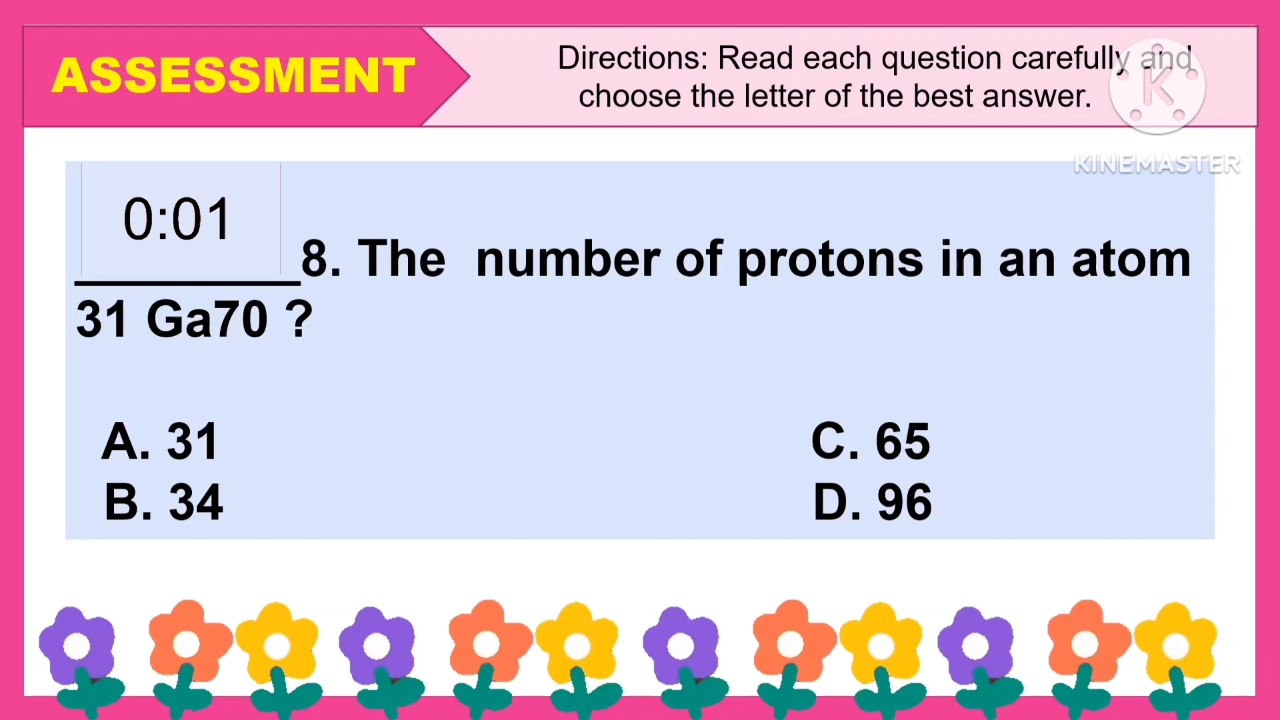 ASSESSMENT
Directions: Read each question carefully and
choose the letter of the best answer.
K
KINEMASTER
0:01
8. The number of protons in an atom
31 Ga70 ?
A. 31
B. 34
C. 65
D. 96